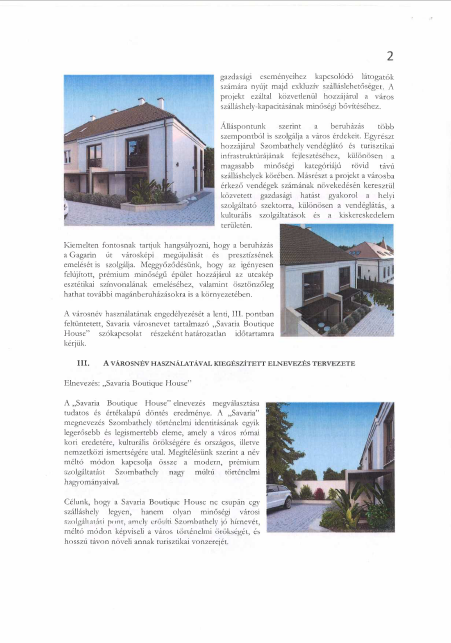 2
gazdasági eseményeihez kapcsolódó látogatók
számára nyújt majd exkluzív szálláslehetőséget. A
projekt ezáltal közvetlenül hozzájárul a város
szálláshely-kapacitásának minőségi bővítéséhez.
Álláspontunk szerint a beruházás több
szempontból is szolgálja a város érdekeit. Egyrészt
hozzájárul Szombathely vendéglátó és turisztikai
infrastruktúrájának fejlesztéséhez, különösen a
magasabb minőségi kategóriájú rövid távú
szálláshelyek körében. Másrészt a projekt a városba
érkező vendégek számának növekedésén keresztül
közvetett gazdasági hatást gyakorol a helyi
szolgáltató szektorra, különösen a vendéglátás, a
kulturális szolgáltatások és a kiskereskedelem
területén.
Kiemelten fontosnak tartjuk hangsúlyozni, hogy a beruházás
a Gagarin út városképi megújulását és presztízsének
emelését is szolgálja. Meggyőződésünk, hogy az igényesen
felújított, prémium minőségű épület hozzájárul az utcakép
esztétikai színvonalának emeléséhez, valamint ösztönzőleg
hathat további magánberuházásokra is a környezetében.
A városnév használatának engedélyezését a lenti, III. pontban
feltüntetett, Savaria városnevet tartalmazó „Savaria Boutique
House" szókapcsolat részeként határozatlan időtartamra
kérjük.
III. A VÁROSNÉV HASZNÁLATÁVAL KIEGÉSZÍTETT ELNEVEZÉS TERVEZETE
Elnevezés: „Savaria Boutique House"
A „Savaria Boutique House" elnevezés megválasztása
tudatos és értékalapú döntés eredménye. A „Savaria"
megnevezés Szombathely történelmi identitásának egyik
legerősebb és legismertebb eleme, amely a város római
kori eredetére, kulturális örökségére és országos, illetve
nemzetközi ismertségére utal. Megítélésünk szerint a név
méltó módon kapcsolja össze a modern, prémium
szolgáltatást Szombathely nagy múltú történelmi
hagyományaival.
Célunk, hogy a Savaria Boutique House ne csupán egy
szálláshely legyen, hanem olyan minőségi városi
szolgáltatási pont, amely erősíti Szombathely jó hírnevét,
méltó módon képviseli a város történelmi örökségét, és
hosszú távon növeli annak turisztikai vonzerejét.